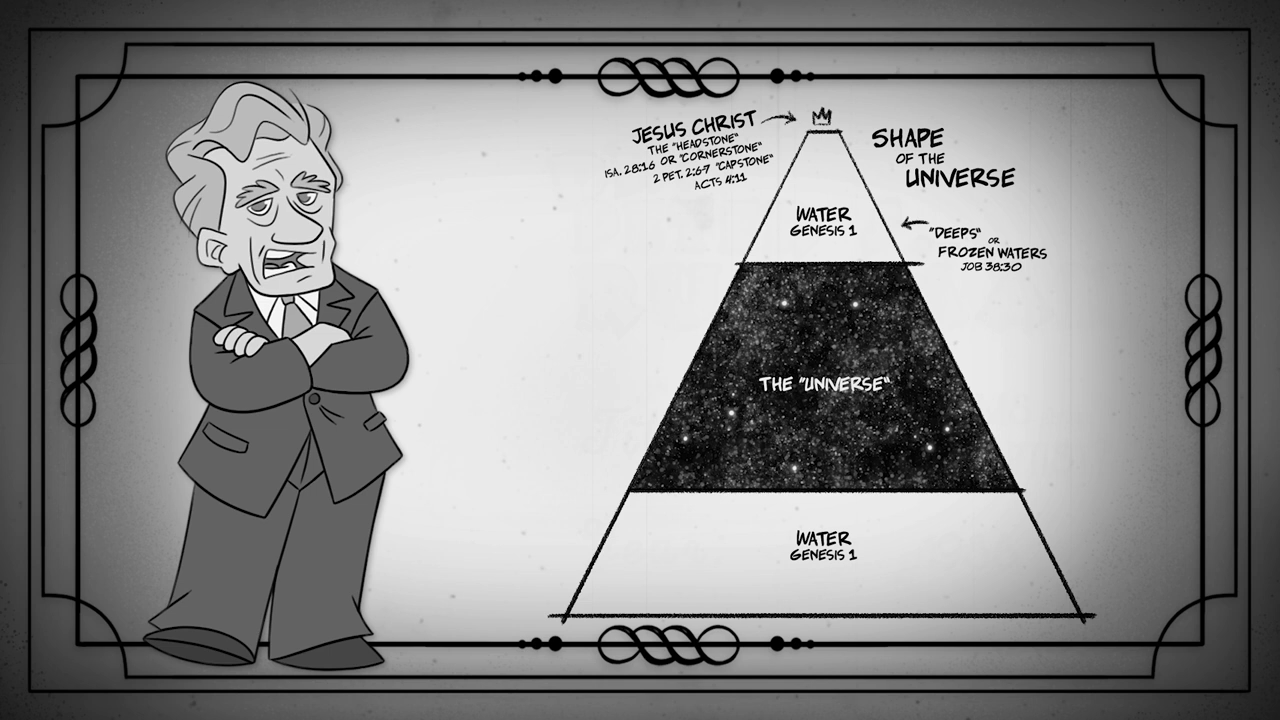 JESUS CHRIST
THE "HEADSTONE"
ISA. 28:16 OR "CORNERSTONE"
2 PET. 2:6-7 "CAPSTONE"
ACTS 4:11
SHAPE
OF THE
UNIVERSE
WATER
GENESIS 1
"DEEPS"
OR
FROZEN WATERS
JOB 38:30
THE "UNIVERSE"
WATER
GENESIS 1